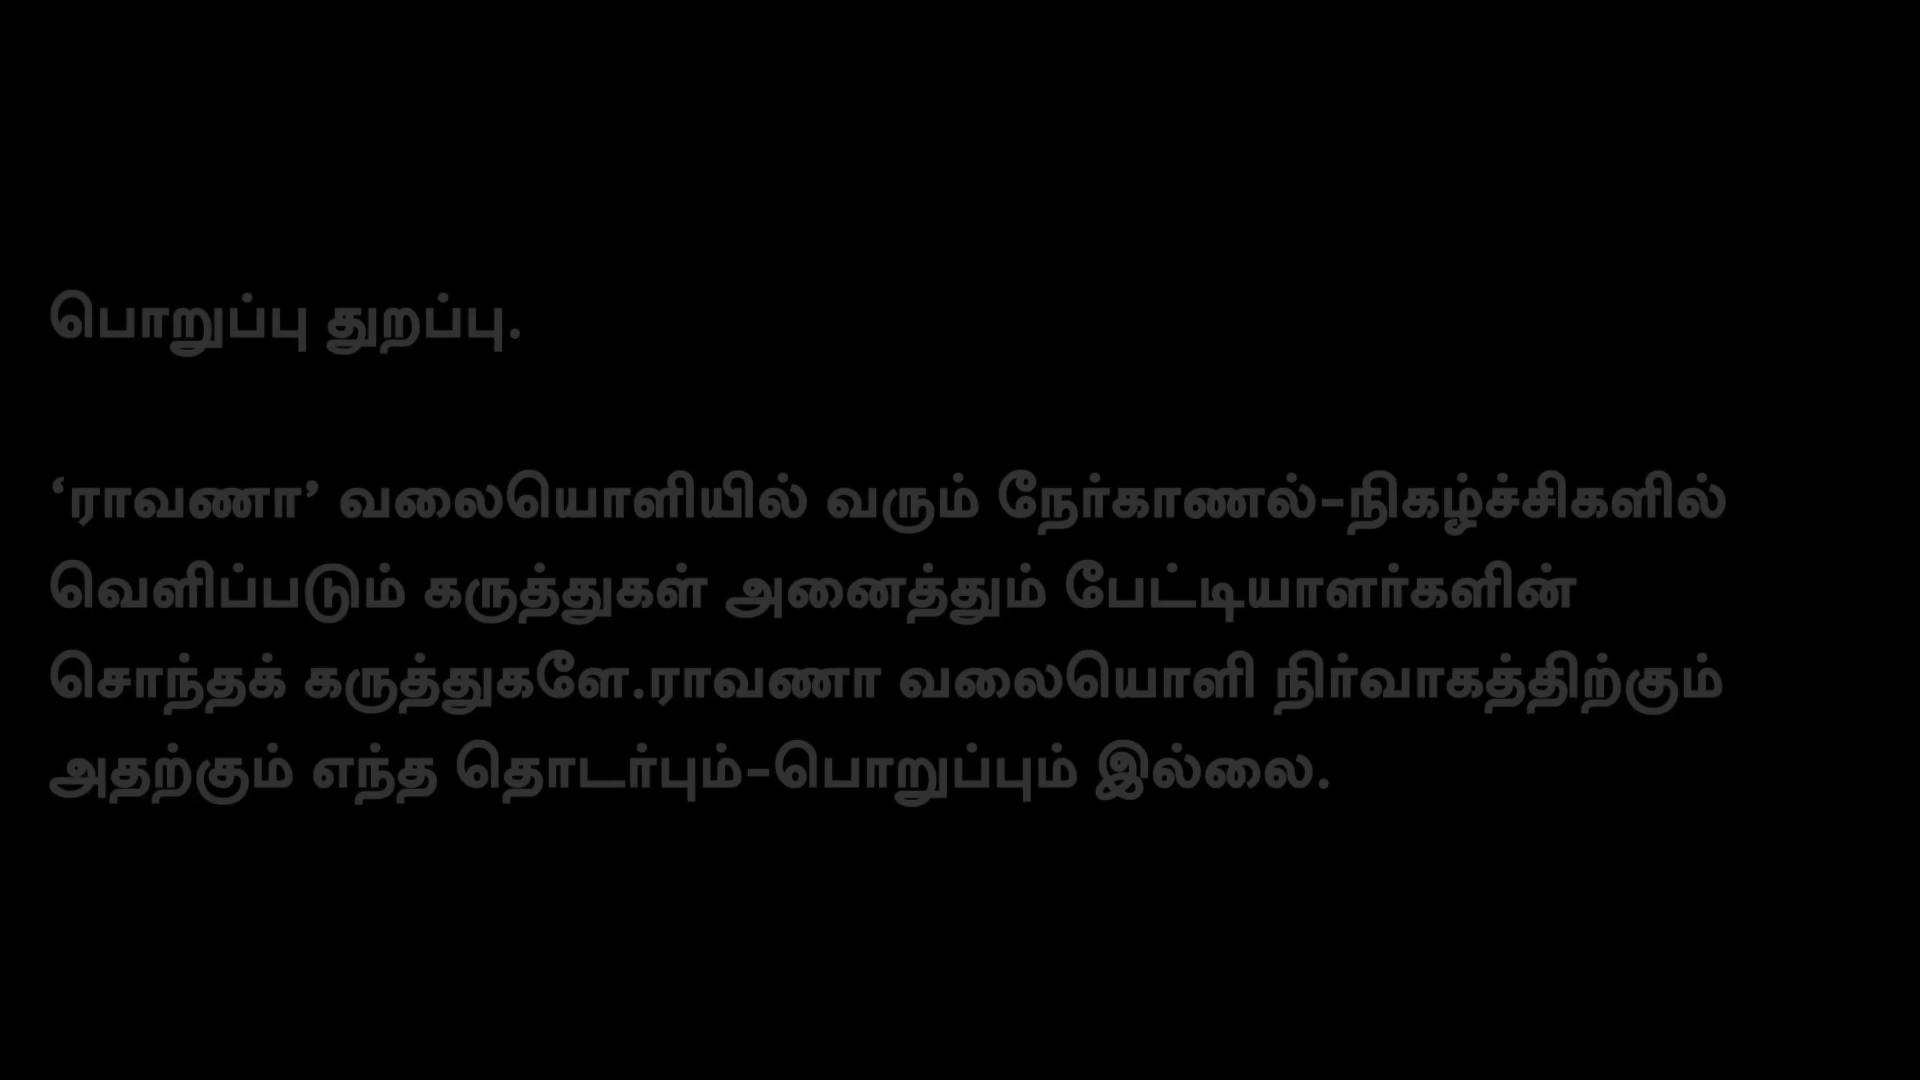 பொறுப்பு துறப்பு.
‘ராவணா’ வலையொளியில் வரும் நேர்காணல்-நிகழ்ச்சிகளில்
வெளிப்படும் கருத்துகள் அனைத்தும் பேட்டியாளர்களின்
சொந்தக் கருத்துகளே.ராவணா வலையொளி நிர்வாகத்திற்கும்
அதற்கும் எந்த தொடர்பும்-பொறுப்பும் இல்லை.